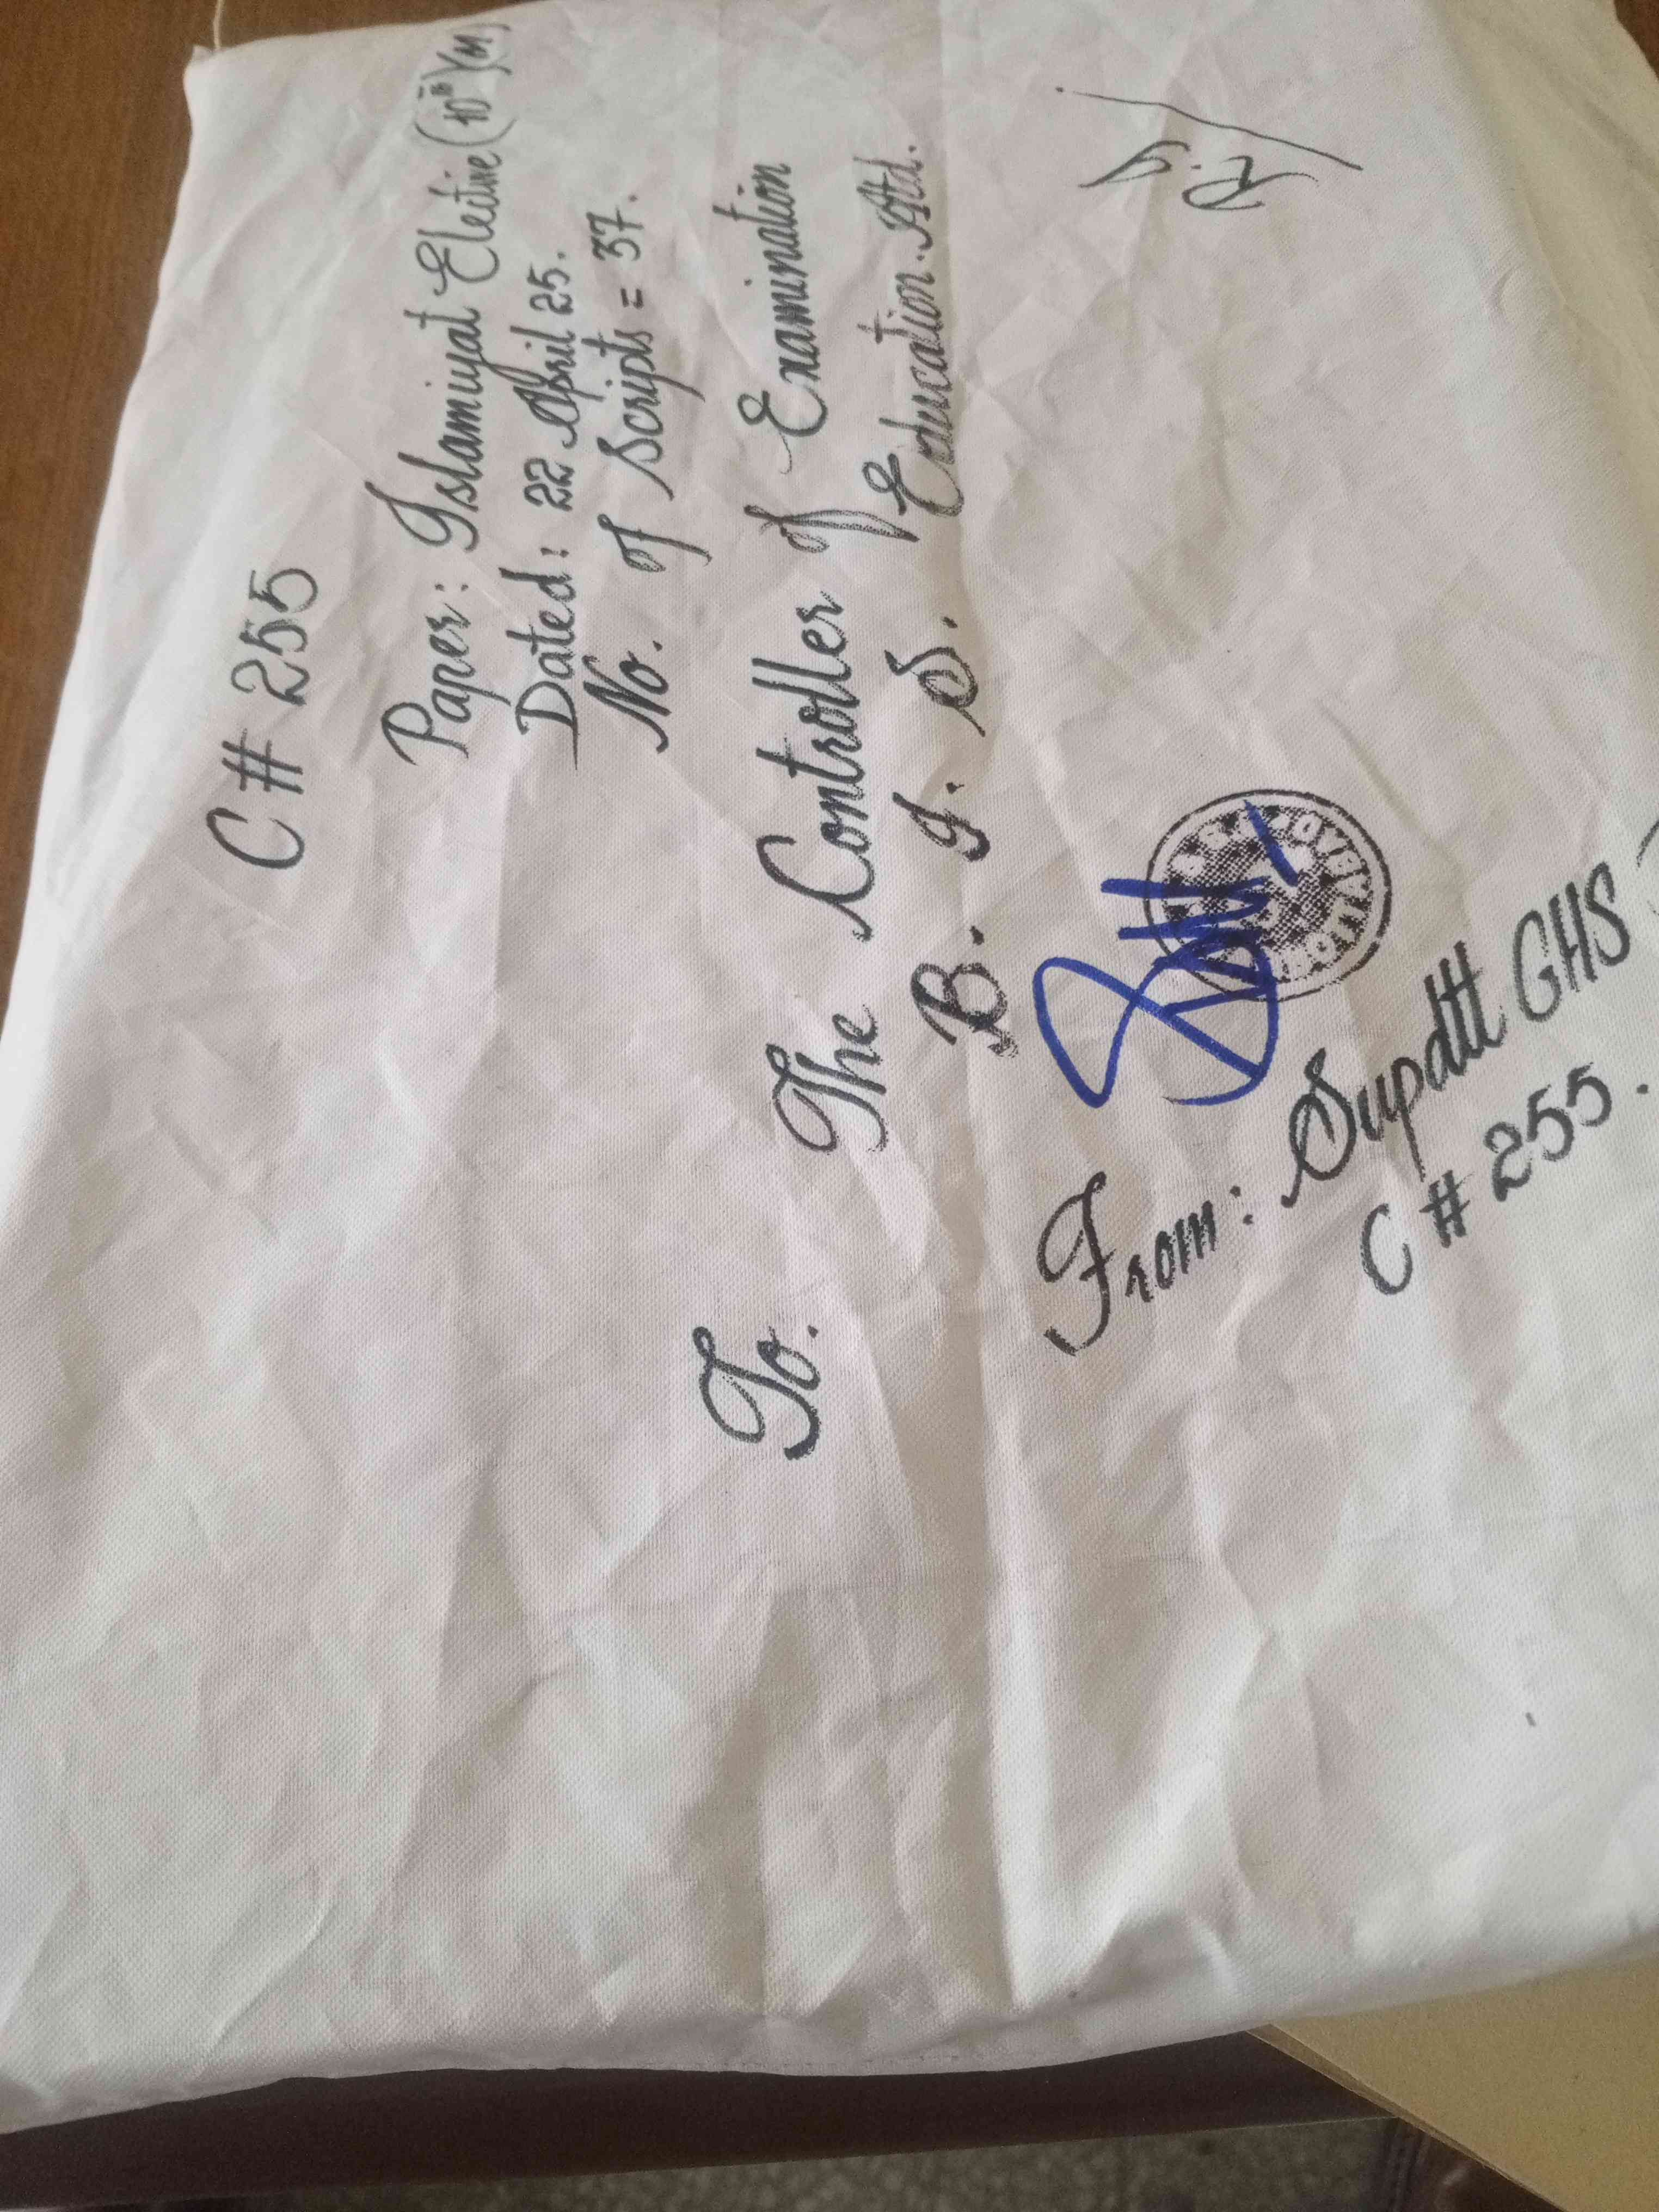 C # 255
Paper: Islamiyat Elective (10th) (M)
Dated: 22 April 25.
No. of Scripts = 37.
To.
The Controller of Examination
B. I. S. Education. Atd.
From: Supdtt GHS
C # 255.